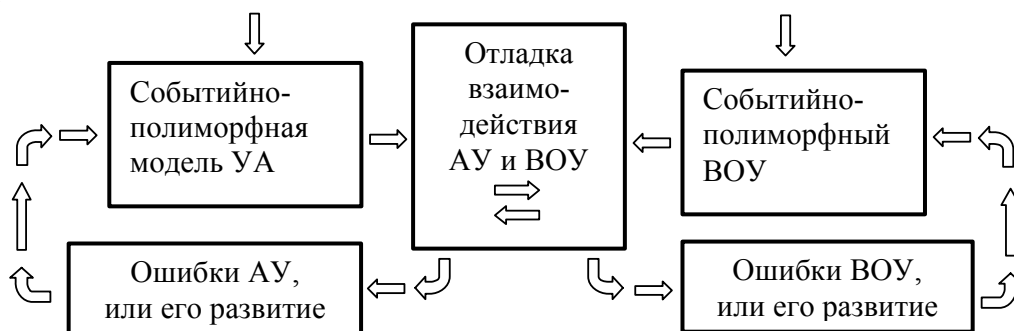 Событийно-
полиморфная
модель УА
Отладка
взаимо-
действия
АУ и ВОУ
Событийно-
полиморфный
ВОУ
Ошибки АУ,
или его развитие
Ошибки ВОУ,
или его развитие